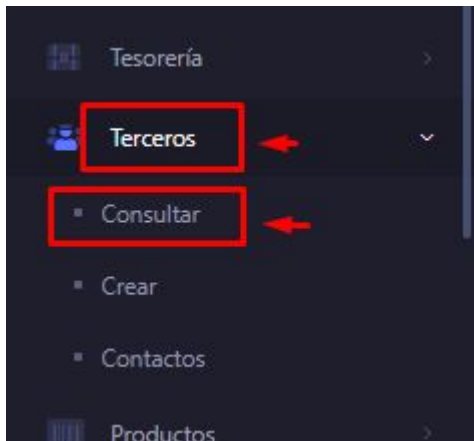 Tesorería
Terceros
Consultar
Crear
Contactos
Productos